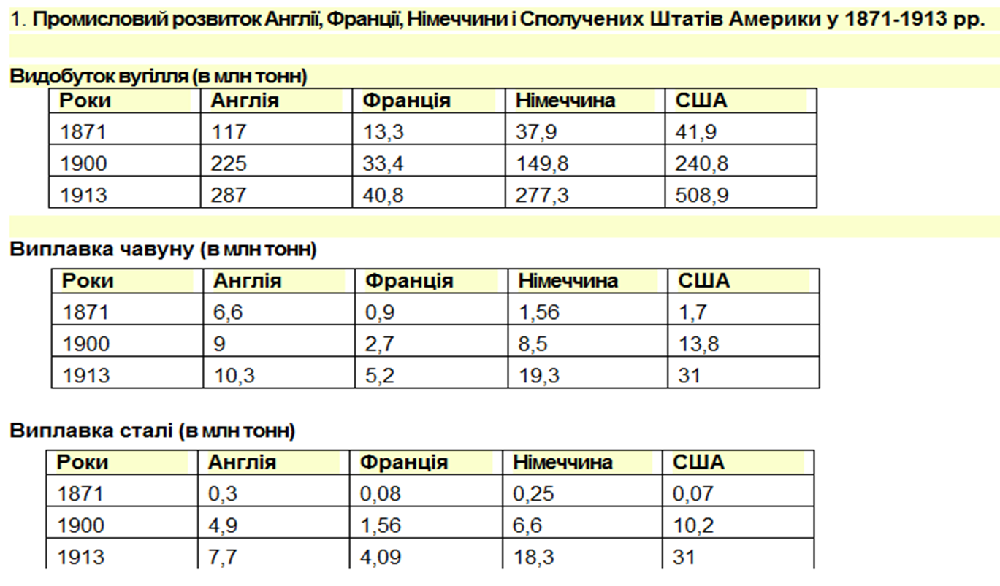 1. Промисловий розвиток Англії, Франції, Німеччини і Сполучених Штатів Америки у 1871-1913 рр.
Видобуток вугілля (в млн тонн)
Роки Англія Франція Німеччина США
1871 117 13,3 37,9 41,9
1900 225 33,4 149,8 240,8
1913 287 40,8 277,3 508,9
Виплавка чавуну (в млн тонн)
Роки Англія Франція Німеччина США
1871 6,6 0,9 1,56 1,7
1900 9 2,7 8,5 13,8
1913 10,3 5,2 19,3 31
Виплавка сталі (в млн тонн)
Роки Англія Франція Німеччина США
1871 0,3 0,08 0,25 0,07
1900 4,9 1,56 6,6 10,2
1913 7,7 4,09 18,3 31